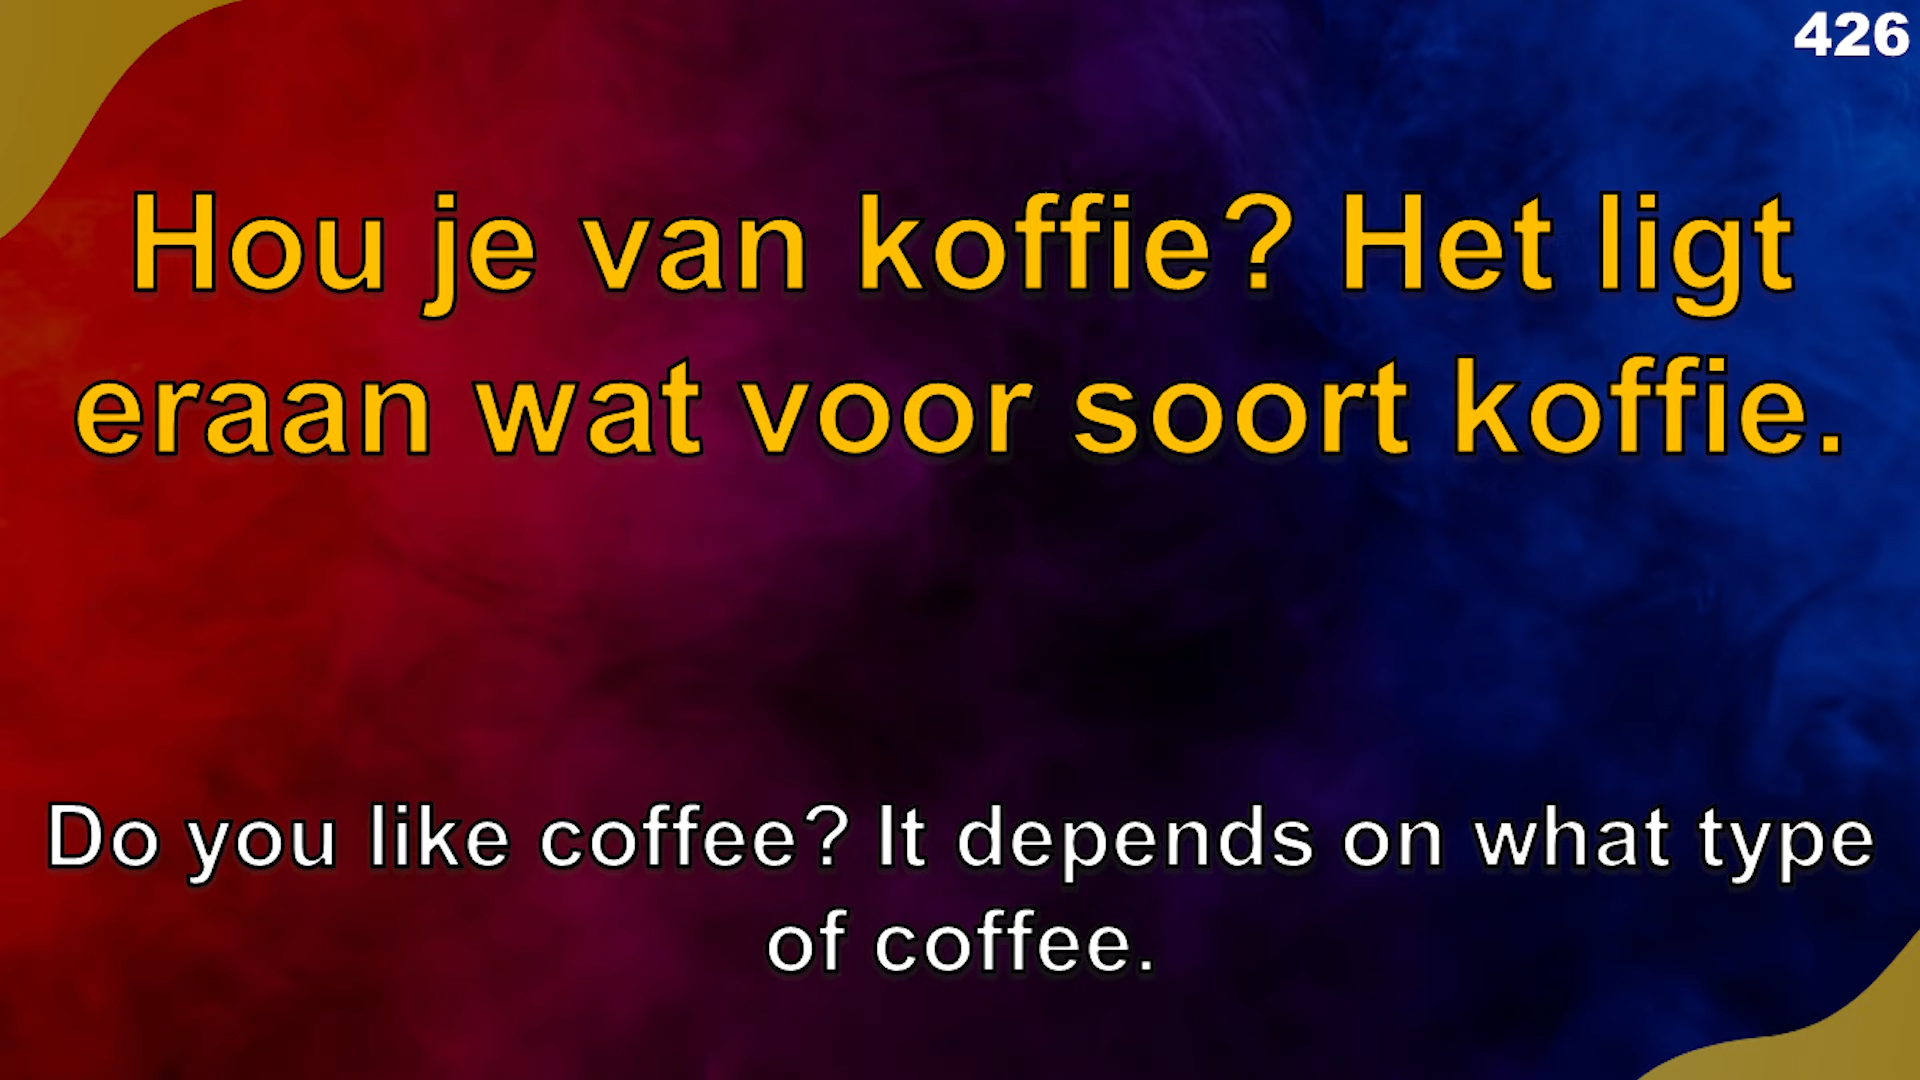 426
Hou je van koffie? Het ligt
eraan wat voor soort koffie.
Do you like coffee? It depends on what type
of coffee.